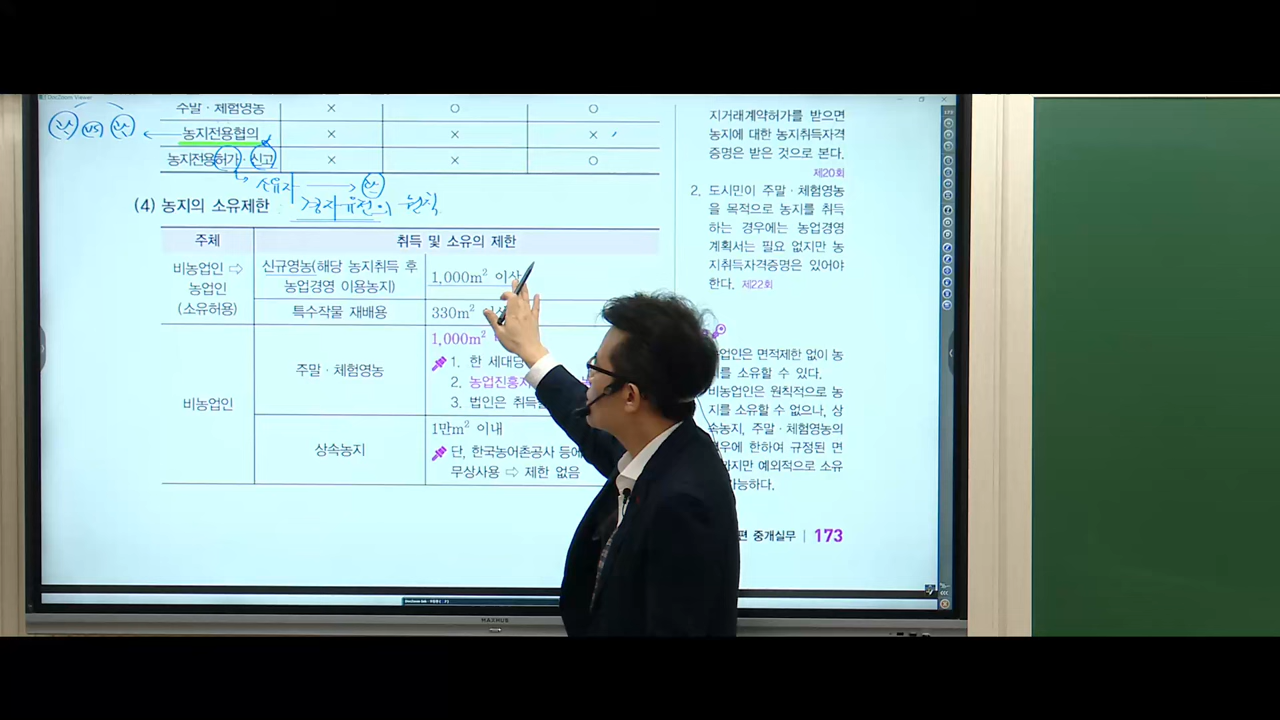 수말 · 체험영농 × ○ ○
농지전용협의 × × ×
농지전용허가 · 신고 × × ○
VS
소유자
(4) 농지의 소유제한 경자유전의 원칙
주체 취득 및 소유의 제한
비농업인 ⇨ 농업인 (소유허용)
신규영농(해당 농지취득 후 농업경영 이용농지)
1,000m² 이상
특수작물 재배용 330m²
비농업인
주말 · 체험영농
1,000m²
1. 한 세대당
2. 농업진흥지
3. 법인은 취득
상속농지
1만m² 이내
단, 한국농어촌공사 등에
무상사용 ⇨ 제한 없음
지거래계약허가를 받으면
농지에 대한 농지취득자격
증명은 받은 것으로 본다.
제20회
2. 도시민이 주말 · 체험영농
을 목적으로 농지를 취득
하는 경우에는 농업경영
계획서는 필요 없지만 농
지취득자격증명은 있어야
한다. 제22회
업인은 면적제한 없이 농
를 소유할 수 있다.
비농업인은 원칙적으로 농
지를 소유할 수 없으나, 상
속농지, 주말 · 체험영농의
우에 한하여 규정된 면
까지만 예외적으로 소유
가능하다.
편 중개실무 | 173
MAXHUB